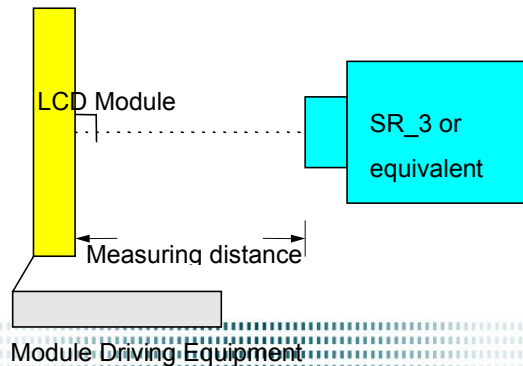 LCD Module
SR_3 or
equivalent
Measuring distance
Module Driving Equipment